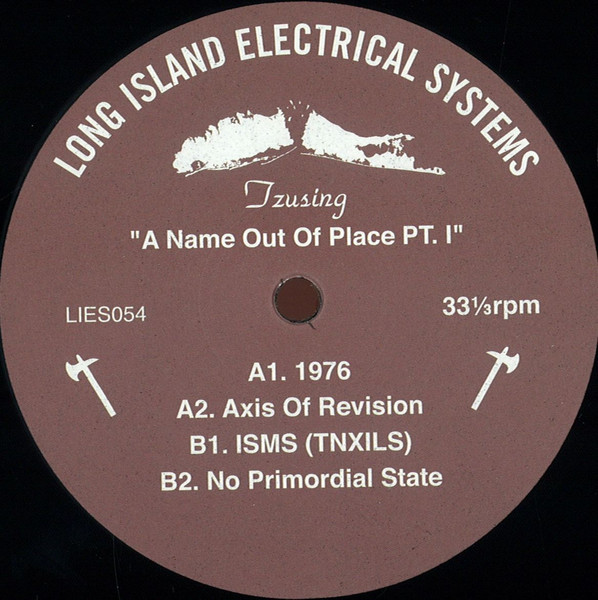 LONG ISLAND ELECTRICAL SYSTEMS
Tzusing
"A Name Out Of Place PT. I"
LIES054
33⅓rpm
A1. 1976
A2. Axis Of Revision
B1. ISMS (TNXILS)
B2. No Primordial State